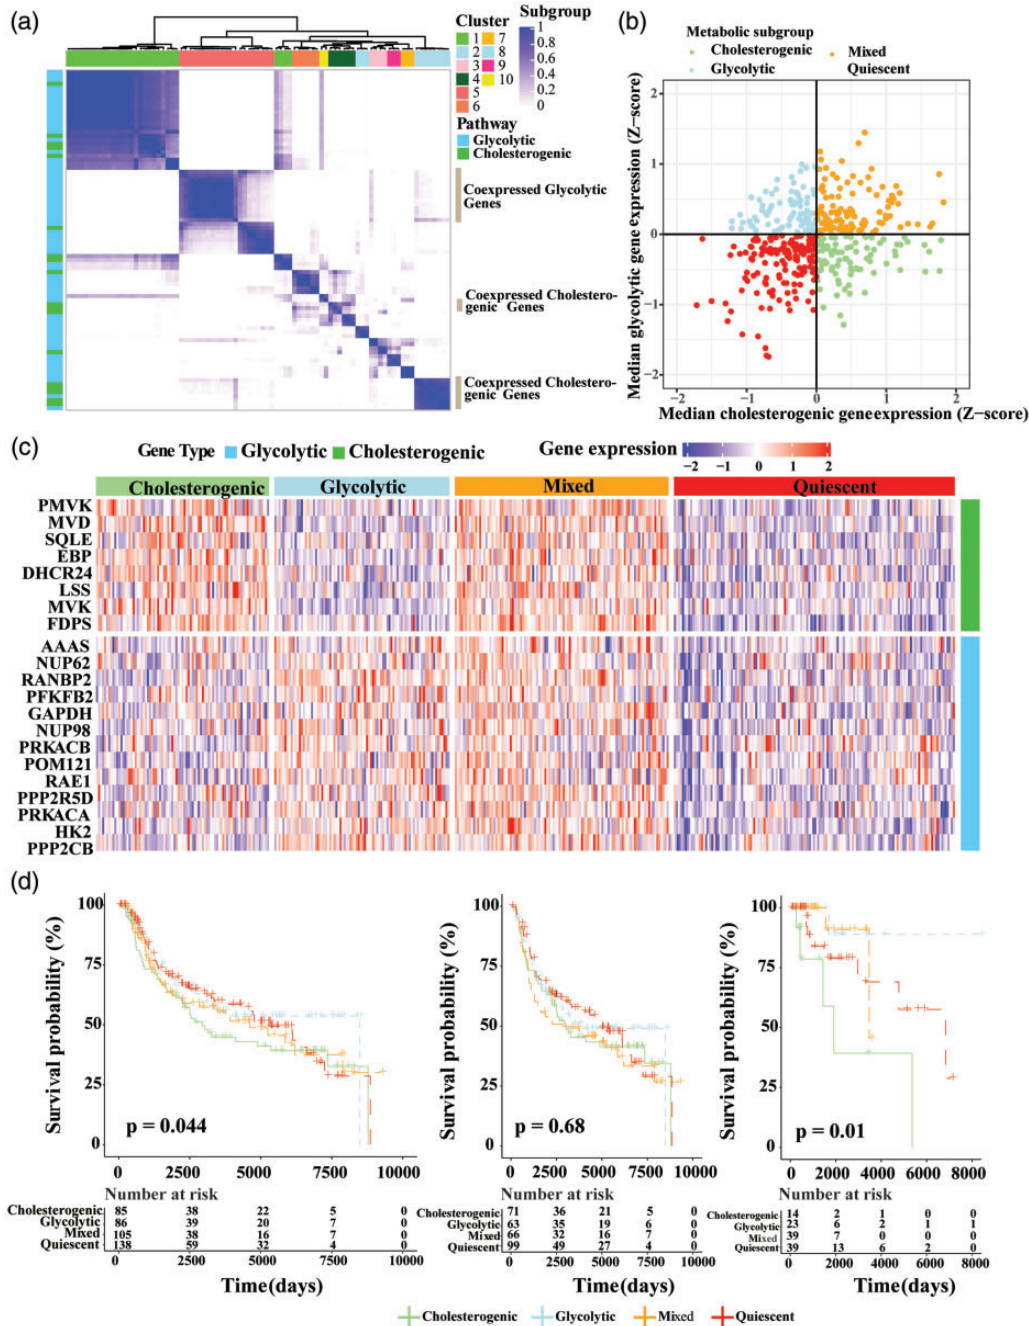 (a)
Cluster
1 7
2 8
3 9
4 10
5
6
Subgroup
1
0.8
0.6
0.4
0.2
0
Pathway
Glycolytic
Cholesterogenic
Coexpressed Glycolytic
Genes
Coexpressed Cholestero-
genic Genes
Coexpressed Cholestero-
genic Genes
(b)
Metabolic subgroup
Cholesterogenic Mixed
Glycolytic Quiescent
Median glycolytic gene expression (Z−score)
2
1
0
−1
−2
−2 −1 0 1 2
Median cholesterogenic geneexpression (Z−score)
(c)
Gene Type Glycolytic Cholesterogenic
Gene expression
−2 −1 0 1 2
Cholesterogenic Glycolytic Mixed Quiescent
PMVK
MVD
SQLE
EBP
DHCR24
LSS
MVK
FDPS
AAAS
NUP62
RANBP2
PFKFB2
GAPDH
NUP98
PRKACB
POM121
RAE1
PPP2R5D
PRKACA
HK2
PPP2CB
(d)
Survival probability (%)
100
75
50
25
0
p = 0.044
0 2500 5000 7500 10000
Number at risk
Cholesterogenic 85 38 22 5 0
Glycolytic 86 39 20 7 0
Mixed 105 38 16 7 0
Quiescent 138 59 32 4 0
0 2500 5000 7500 10000
Time(days)
Survival probability (%)
100
75
50
25
0
p = 0.68
0 2500 5000 7500 10000
Number at risk
Cholesterogenic 71 36 21 5 0
Glycolytic 63 35 19 6 0
Mixed 66 32 16 7 0
Quiescent 99 49 27 4 0
0 2500 5000 7500 10000
Time(days)
Survival probability (%)
100
75
50
25
0
p = 0.01
0 2000 4000 6000 8000
Number at risk
Cholesterogenic 14 2 1 0 0
Glycolytic 23 6 2 1 1
Mixed 39 7 0 0 0
Quiescent 39 13 6 2 0
0 2000 4000 6000 8000
Time(days)
Cholesterogenic Glycolytic Mixed Quiescent